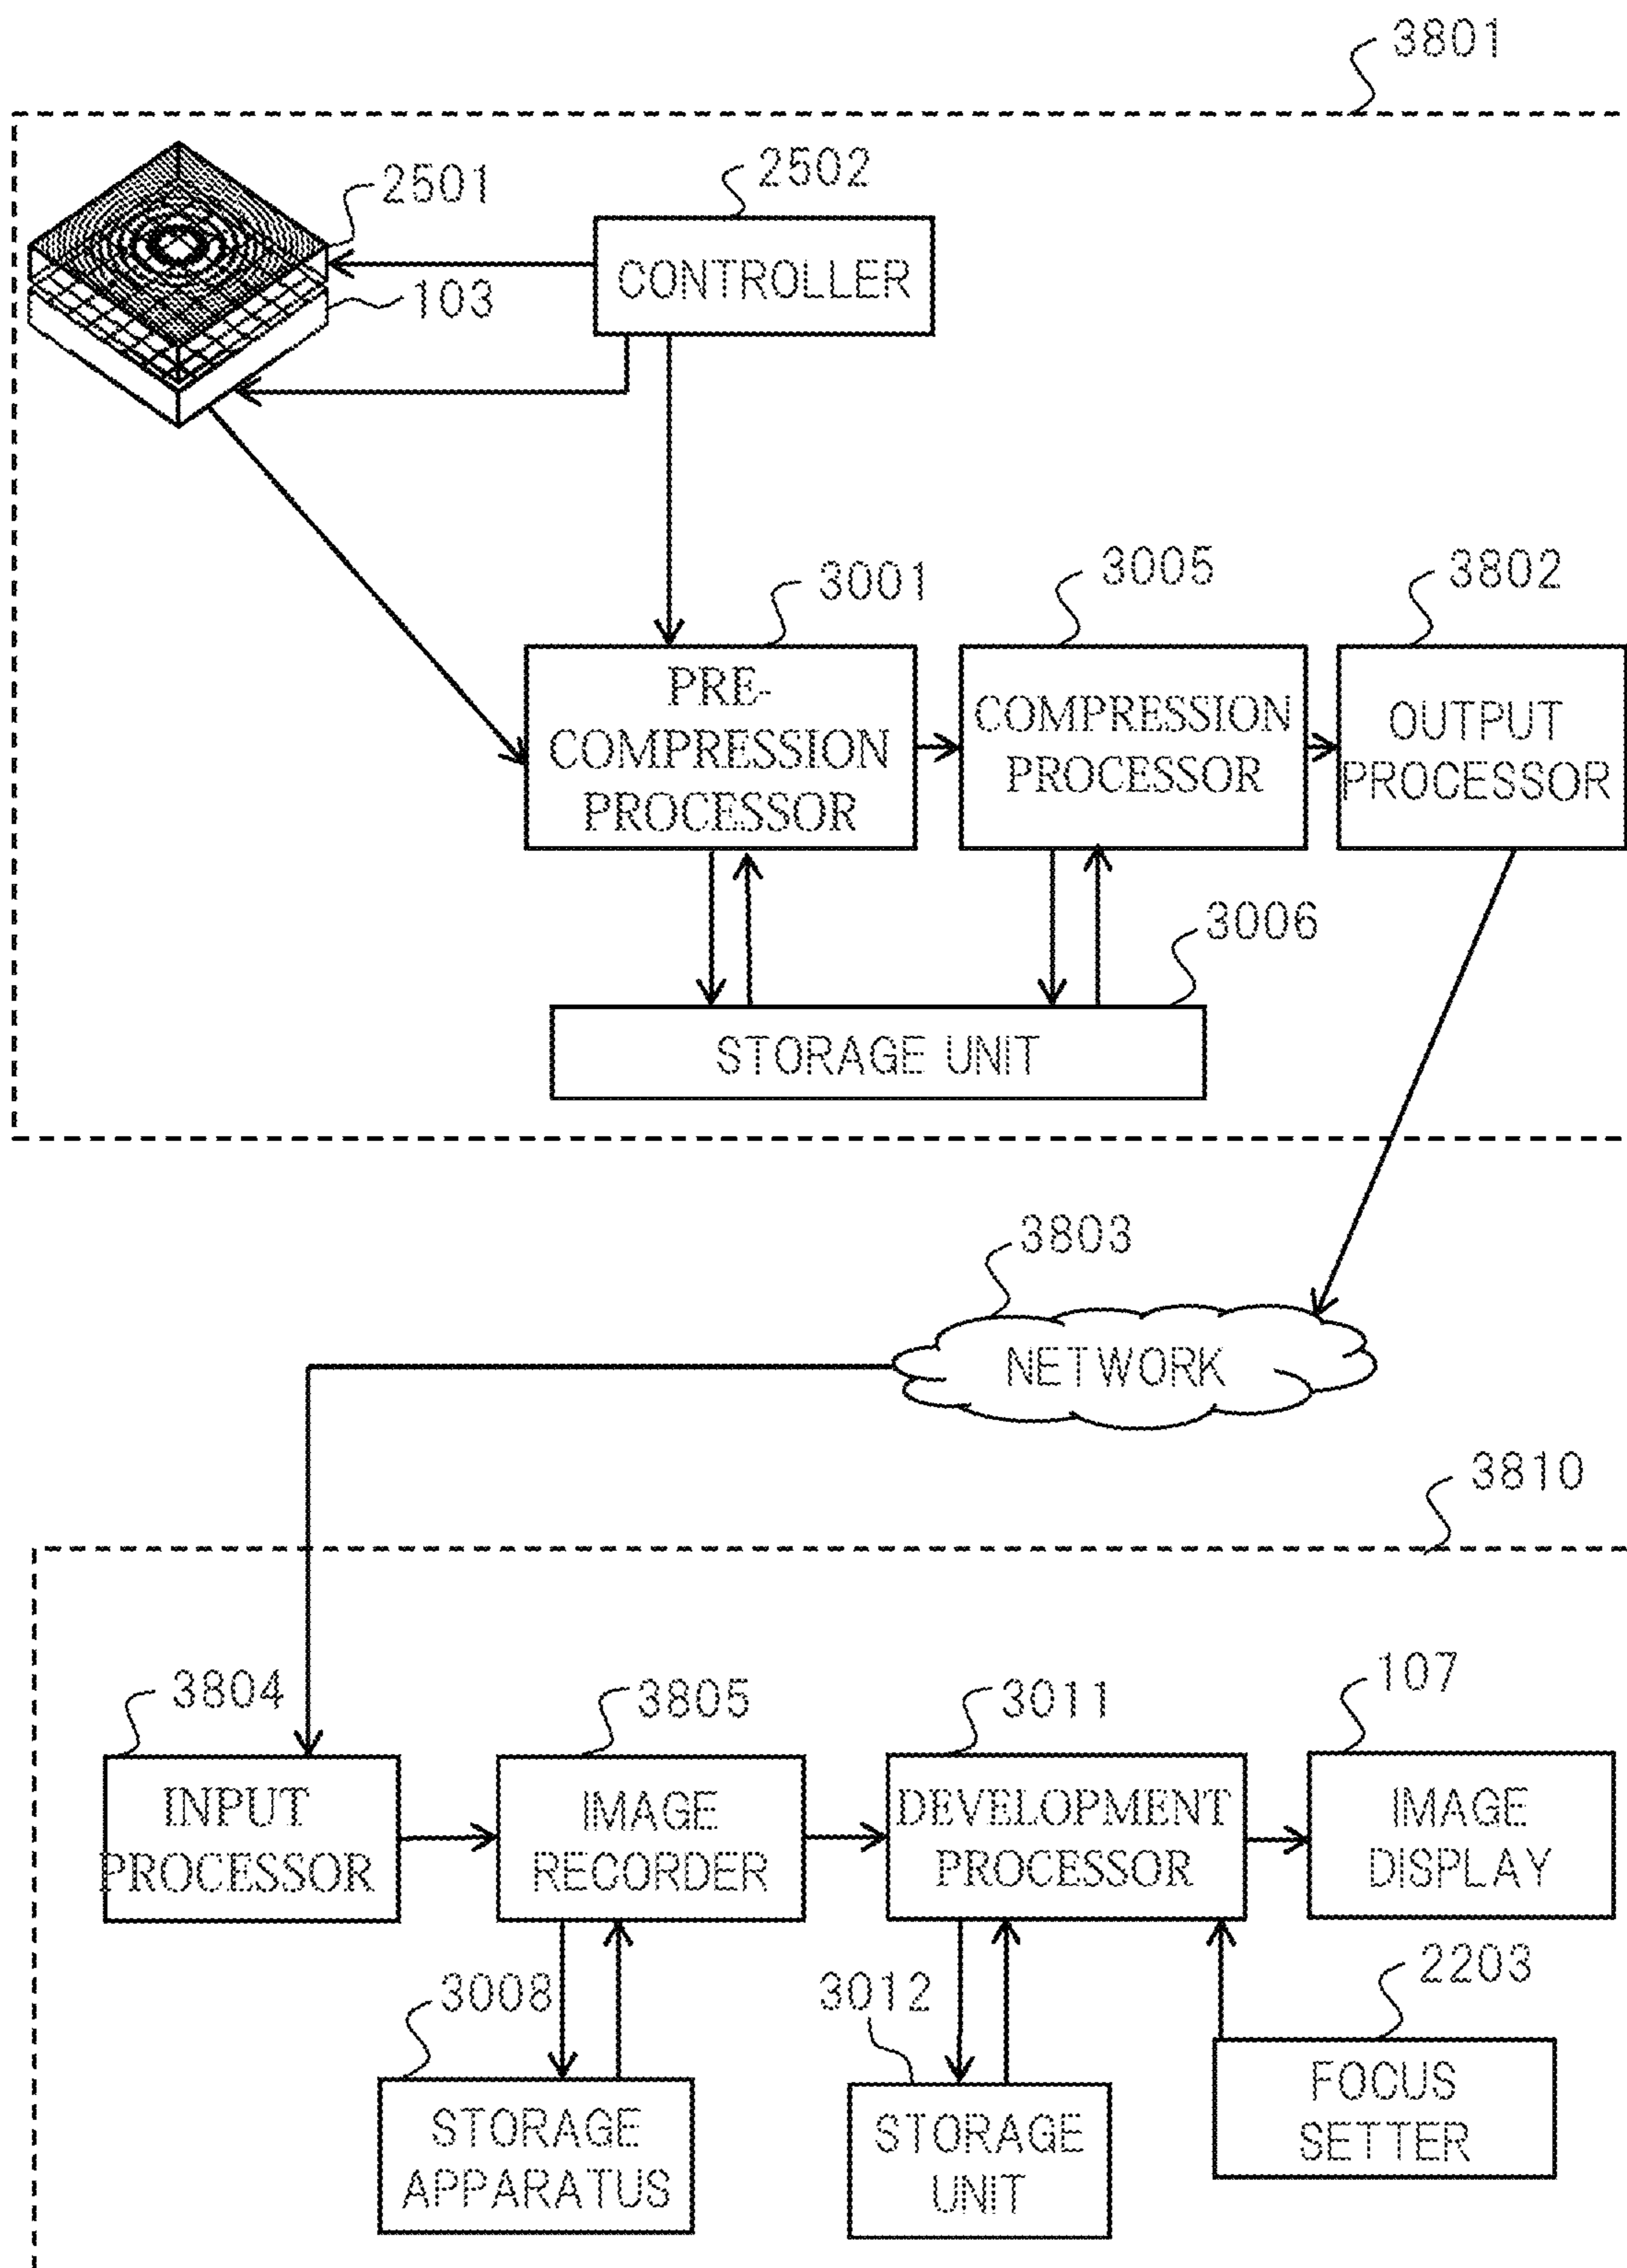 3801
2501
2502
CONTROLLER
103
3001
3005
3802
PRE-
COMPRESSION
PROCESSOR
COMPRESSION
PROCESSOR
OUTPUT
PROCESSOR
3006
STORAGE UNIT
3803
NETWORK
3810
3804
3805
3011
107
INPUT
PROCESSOR
IMAGE
RECORDER
DEVELOPMENT
PROCESSOR
IMAGE
DISPLAY
3008
3012
2203
STORAGE
APPARATUS
STORAGE
UNIT
FOCUS
SETTER